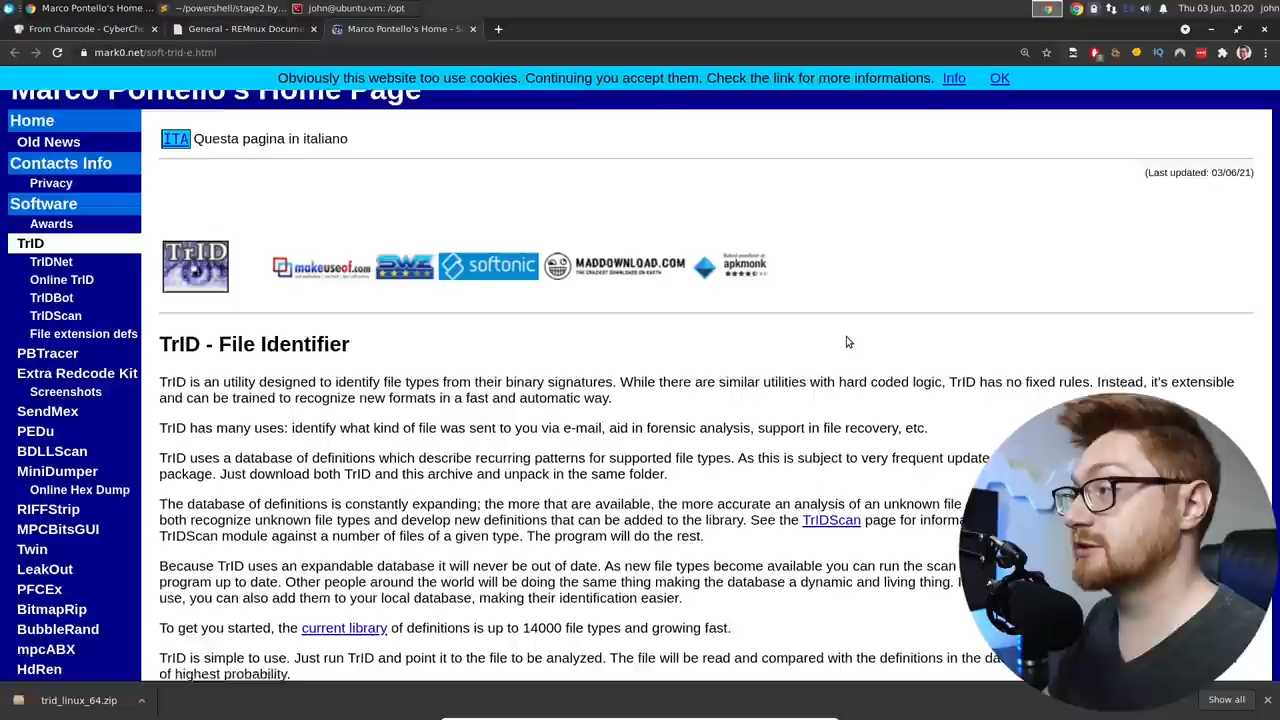 Marco Pontello's Home ...
~/powershell/stage2.by...
john@ubuntu-vm: /opt
Thu 03 Jun, 10:20
john
From Charcode - CyberChe
General - REMnux Docume
Marco Pontello's Home - S
mark0.net/soft-trid-e.html
Obviously this website too use cookies. Continuing you accept them. Check the link for more informations. Info OK
Marco Pontello's Home Page
Home
Old News
Contacts Info
Privacy
Software
Awards
TrID
TrIDNet
Online TrID
TrIDBot
TrIDScan
File extension defs
PBTracer
Extra Redcode Kit
Screenshots
SendMex
PEDu
BDLLScan
MiniDumper
Online Hex Dump
RIFFStrip
MPCBitsGUI
Twin
LeakOut
PFCEx
BitmapRip
BubbleRand
mpcABX
HdRen
ITA Questa pagina in italiano
(Last updated: 03/06/21)
TrID
makeuseof.com
SWZ
softonic
MADDOWNLOAD.COM
apkmonk
TrID - File Identifier
TrID is an utility designed to identify file types from their binary signatures. While there are similar utilities with hard coded logic, TrID has no fixed rules. Instead, it's extensible
and can be trained to recognize new formats in a fast and automatic way.
TrID has many uses: identify what kind of file was sent to you via e-mail, aid in forensic analysis, support in file recovery, etc.
TrID uses a database of definitions which describe recurring patterns for supported file types. As this is subject to very frequent update
package. Just download both TrID and this archive and unpack in the same folder.
The database of definitions is constantly expanding; the more that are available, the more accurate an analysis of an unknown file
both recognize unknown file types and develop new definitions that can be added to the library. See the TrIDScan page for informa
TrIDScan module against a number of files of a given type. The program will do the rest.
Because TrID uses an expandable database it will never be out of date. As new file types become available you can run the scan
program up to date. Other people around the world will be doing the same thing making the database a dynamic and living thing. I
use, you can also add them to your local database, making their identification easier.
To get you started, the current library of definitions is up to 14000 file types and growing fast.
TrID is simple to use. Just run TrID and point it to the file to be analyzed. The file will be read and compared with the definitions in the da
of highest probability.
trid_linux_64.zip
Show all